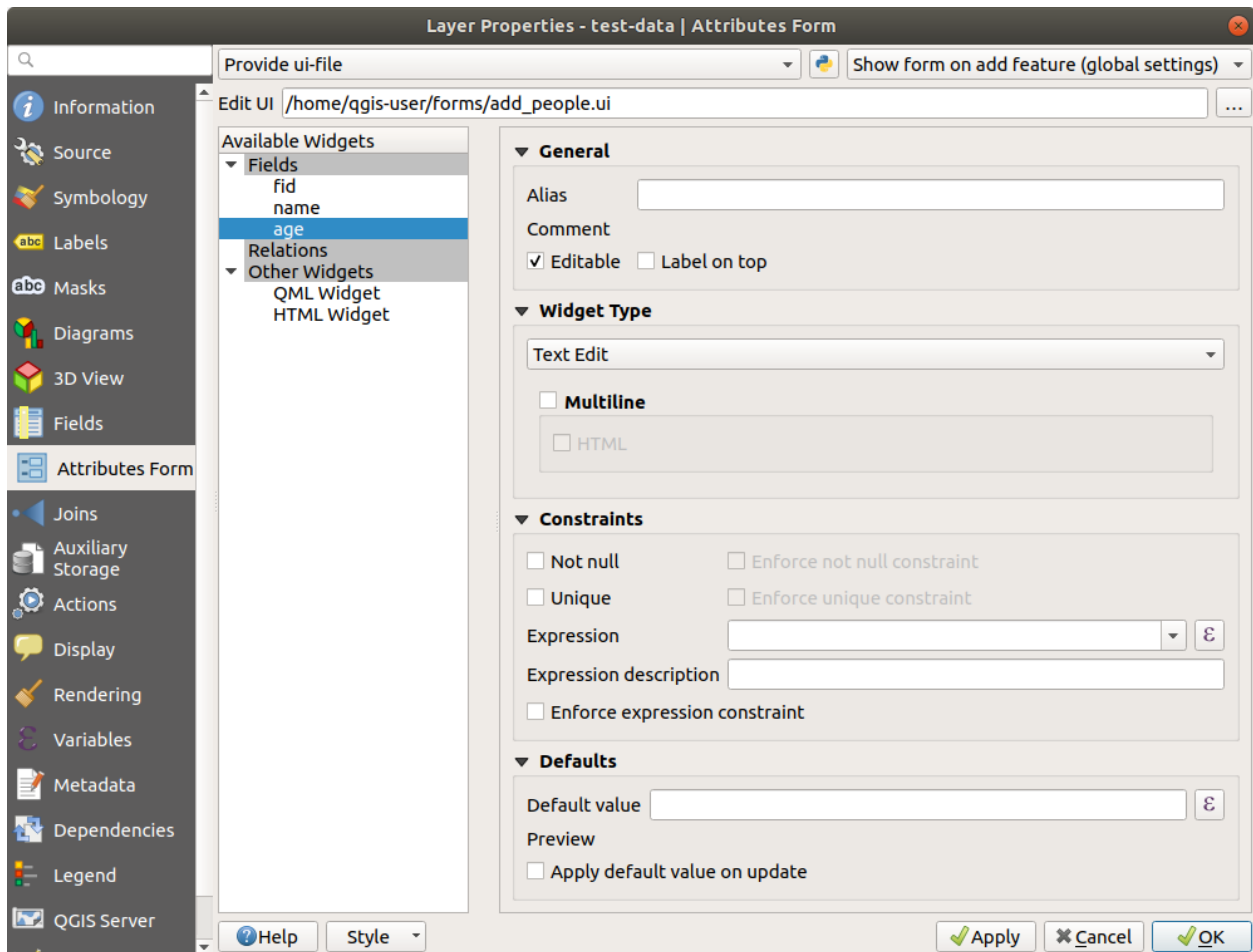 Layer Properties - test-data | Attributes Form
Provide ui-file
Show form on add feature (global settings)
Edit UI /home/qgis-user/forms/add_people.ui
...
Information
Source
Symbology
abc Labels
abc Masks
Diagrams
3D View
Fields
Attributes Form
Joins
Auxiliary
Storage
Actions
Display
Rendering
ε Variables
Metadata
Dependencies
Legend
QGIS Server
Available Widgets
Fields
fid
name
age
Relations
Other Widgets
QML Widget
HTML Widget
General
Alias
Comment
Editable Label on top
Widget Type
Text Edit
Multiline
HTML
Constraints
Not null Enforce not null constraint
Unique Enforce unique constraint
Expression ε
Expression description
Enforce expression constraint
Defaults
Default value ε
Preview
Apply default value on update
Help Style Apply Cancel OK